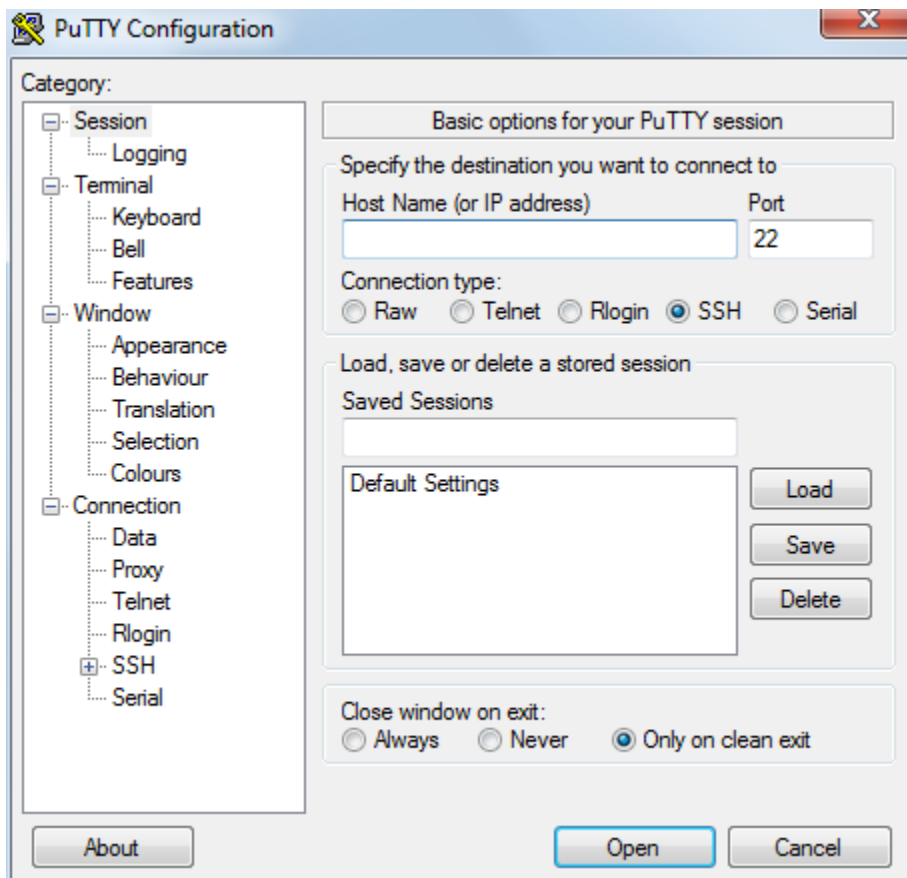 PuTTY Configuration
X
Category:
Session
Logging
Terminal
Keyboard
Bell
Features
Window
Appearance
Behaviour
Translation
Selection
Colours
Connection
Data
Proxy
Telnet
Rlogin
SSH
Serial
Basic options for your PuTTY session
Specify the destination you want to connect to
Host Name (or IP address) Port
22
Connection type:
Raw Telnet Rlogin SSH Serial
Load, save or delete a stored session
Saved Sessions
Default Settings
Load
Save
Delete
Close window on exit:
Always Never Only on clean exit
About Open Cancel